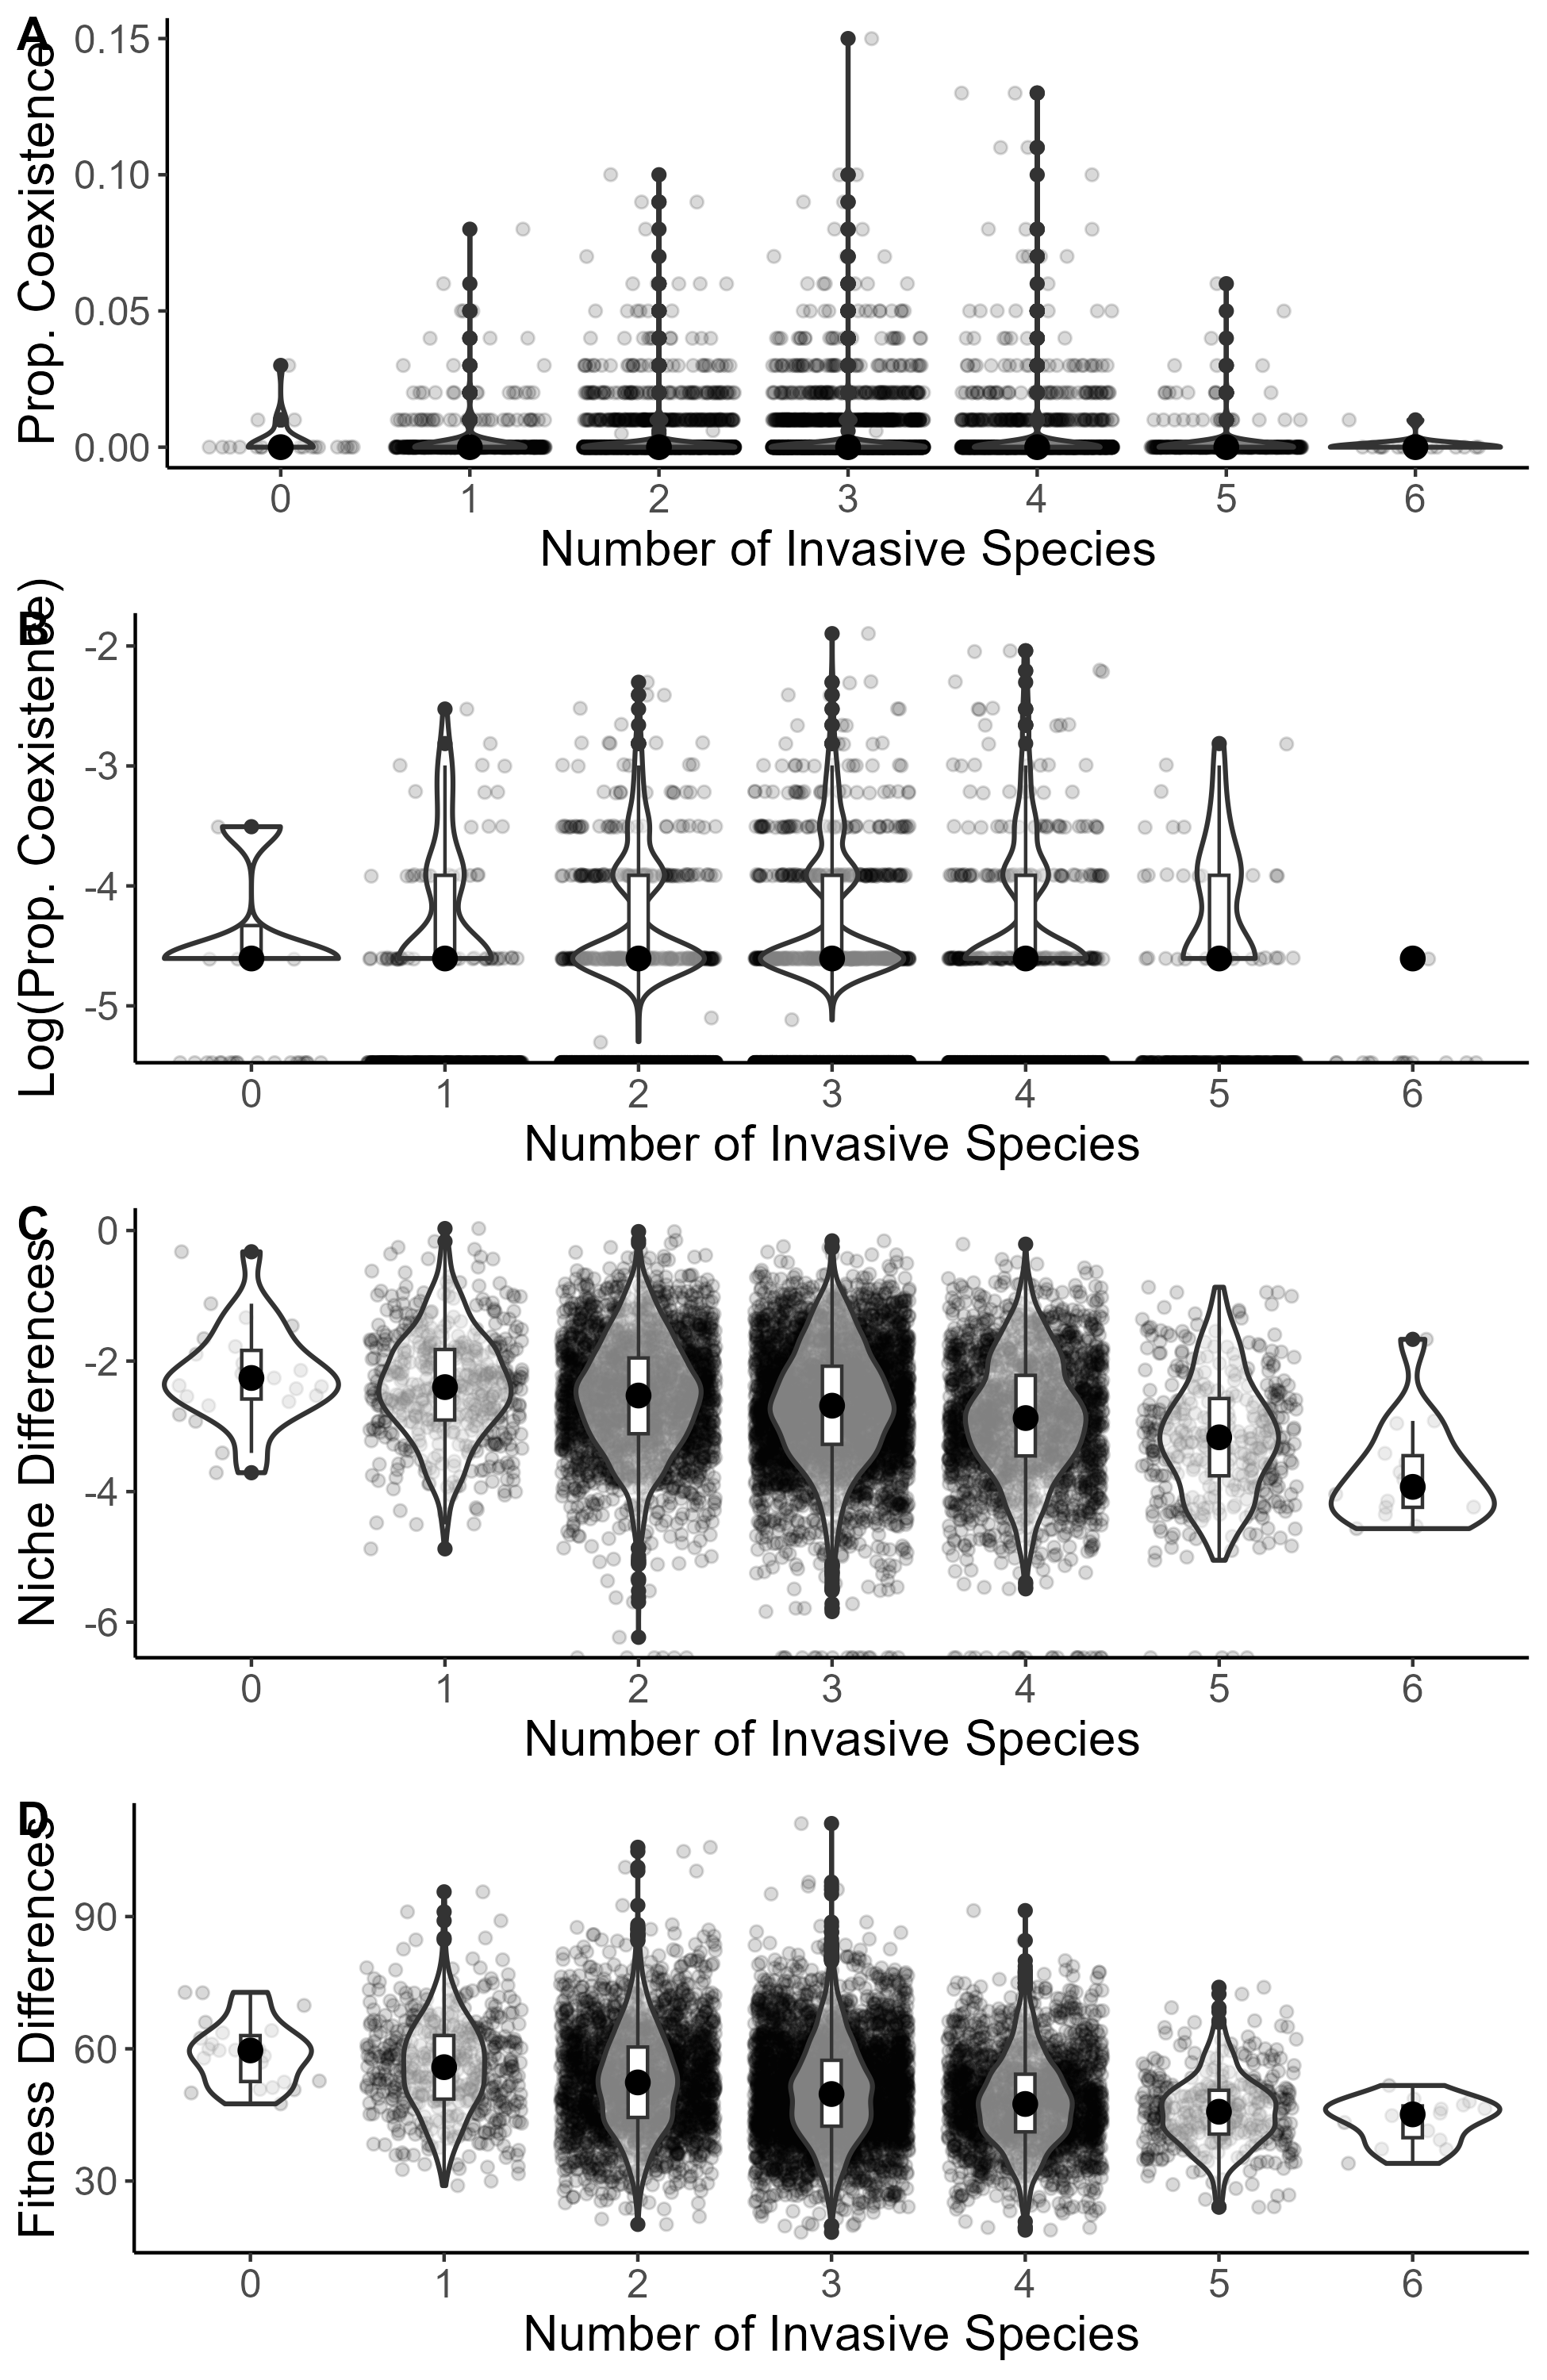 A
Prop. Coexistence
0.15
0.10
0.05
0.00
0 1 2 3 4 5 6
Number of Invasive Species
B
Log(Prop. Coexistence)
-2
-3
-4
-5
0 1 2 3 4 5 6
Number of Invasive Species
C
Niche Differences
0
-2
-4
-6
0 1 2 3 4 5 6
Number of Invasive Species
D
Fitness Differences
90
60
30
0 1 2 3 4 5 6
Number of Invasive Species